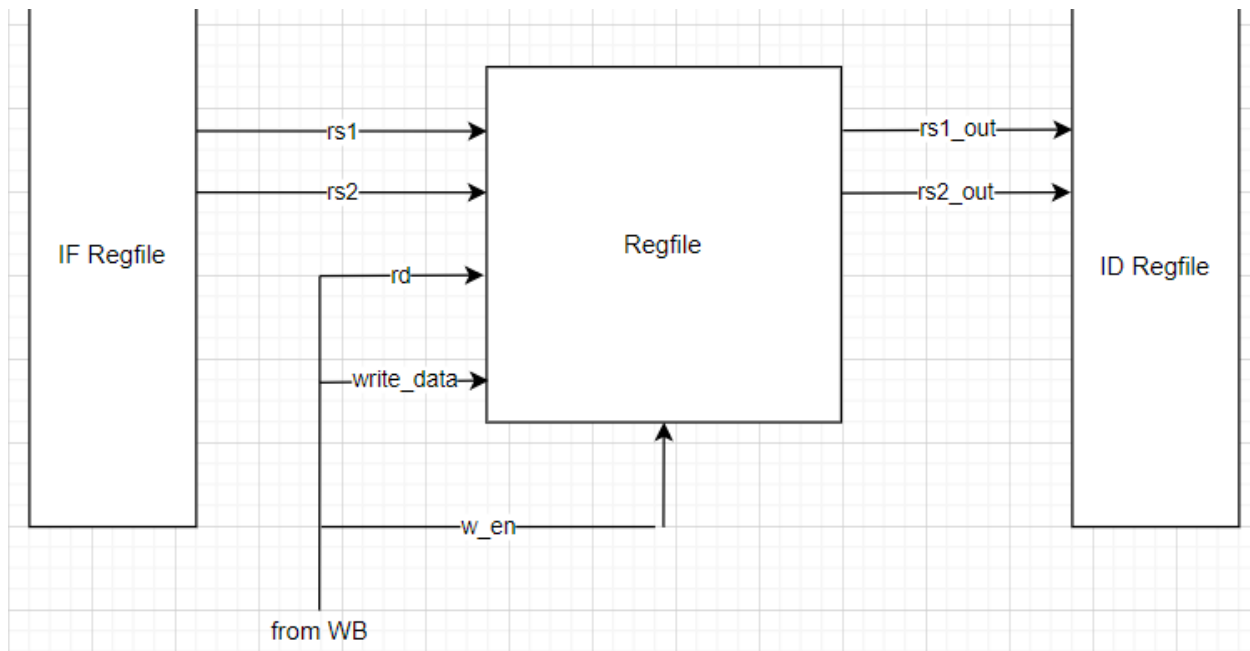 rs1
rs1_out
rs2
rs2_out
Regfile
IF Regfile
ID Regfile
rd
write_data
w_en
from WB